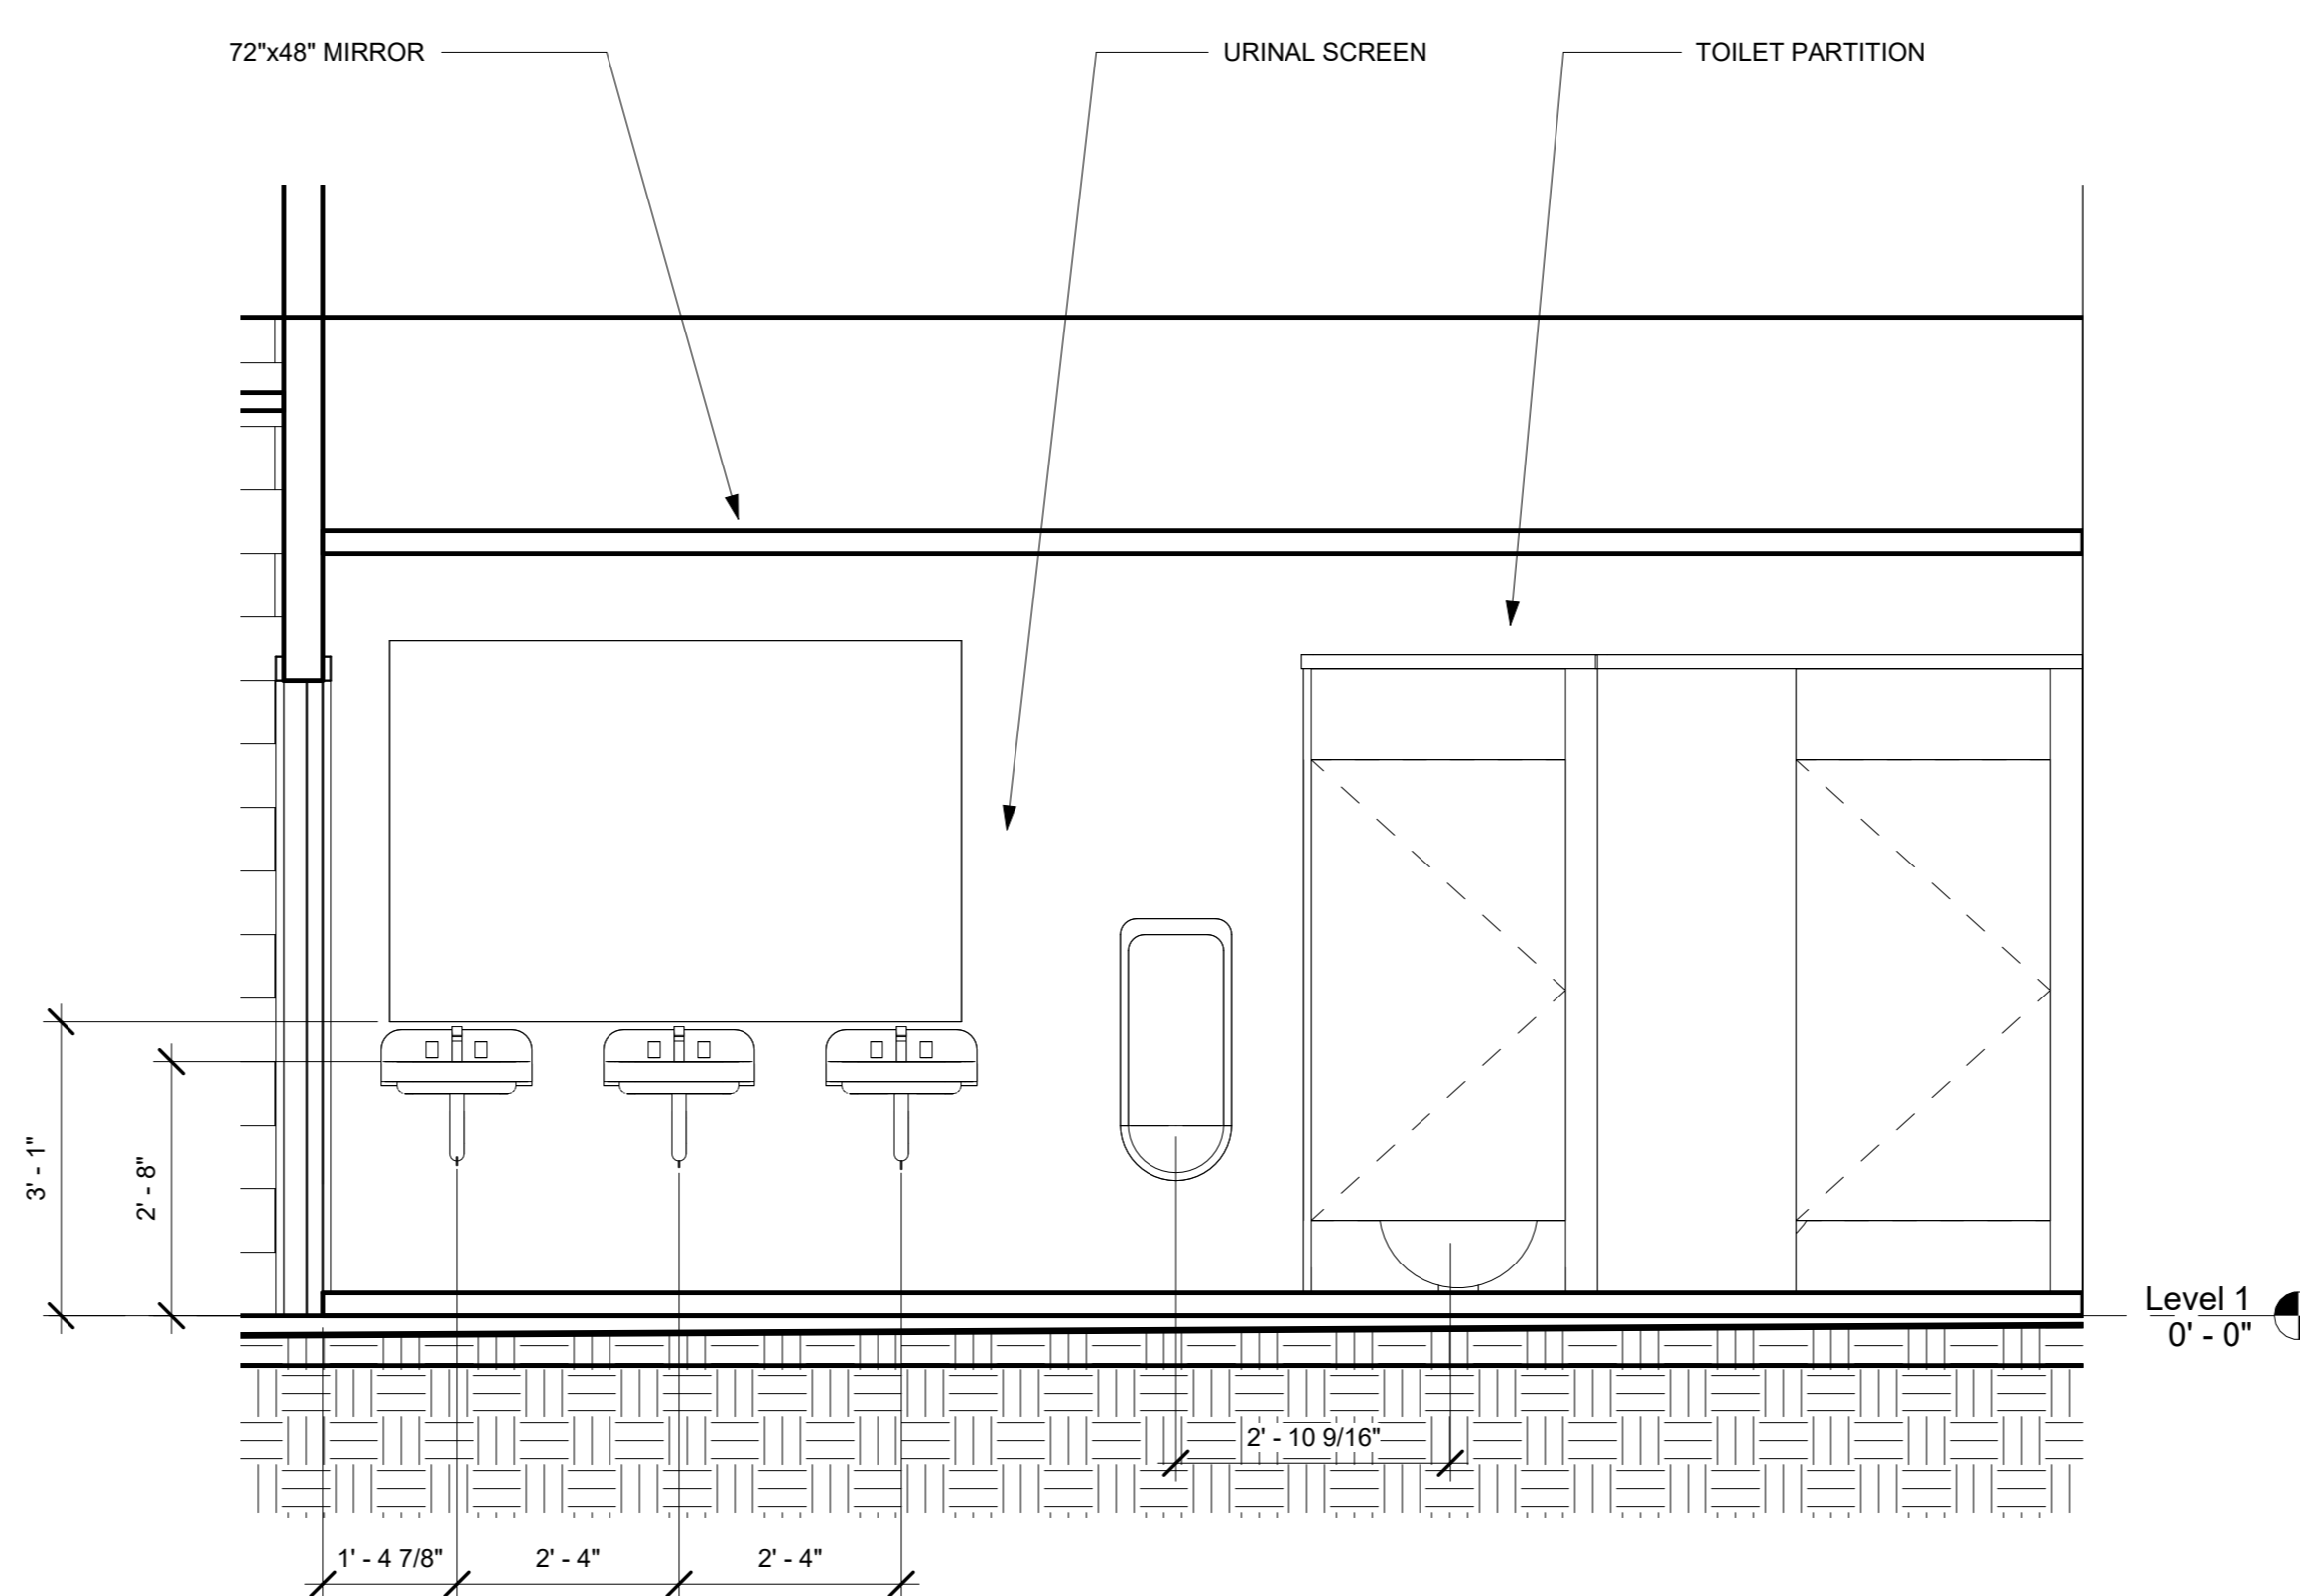 72"x48" MIRROR
URINAL SCREEN
TOILET PARTITION
3' - 1"
2' - 8"
Level 1
0' - 0"
2' - 10 9/16"
1' - 4 7/8"
2' - 4"
2' - 4"